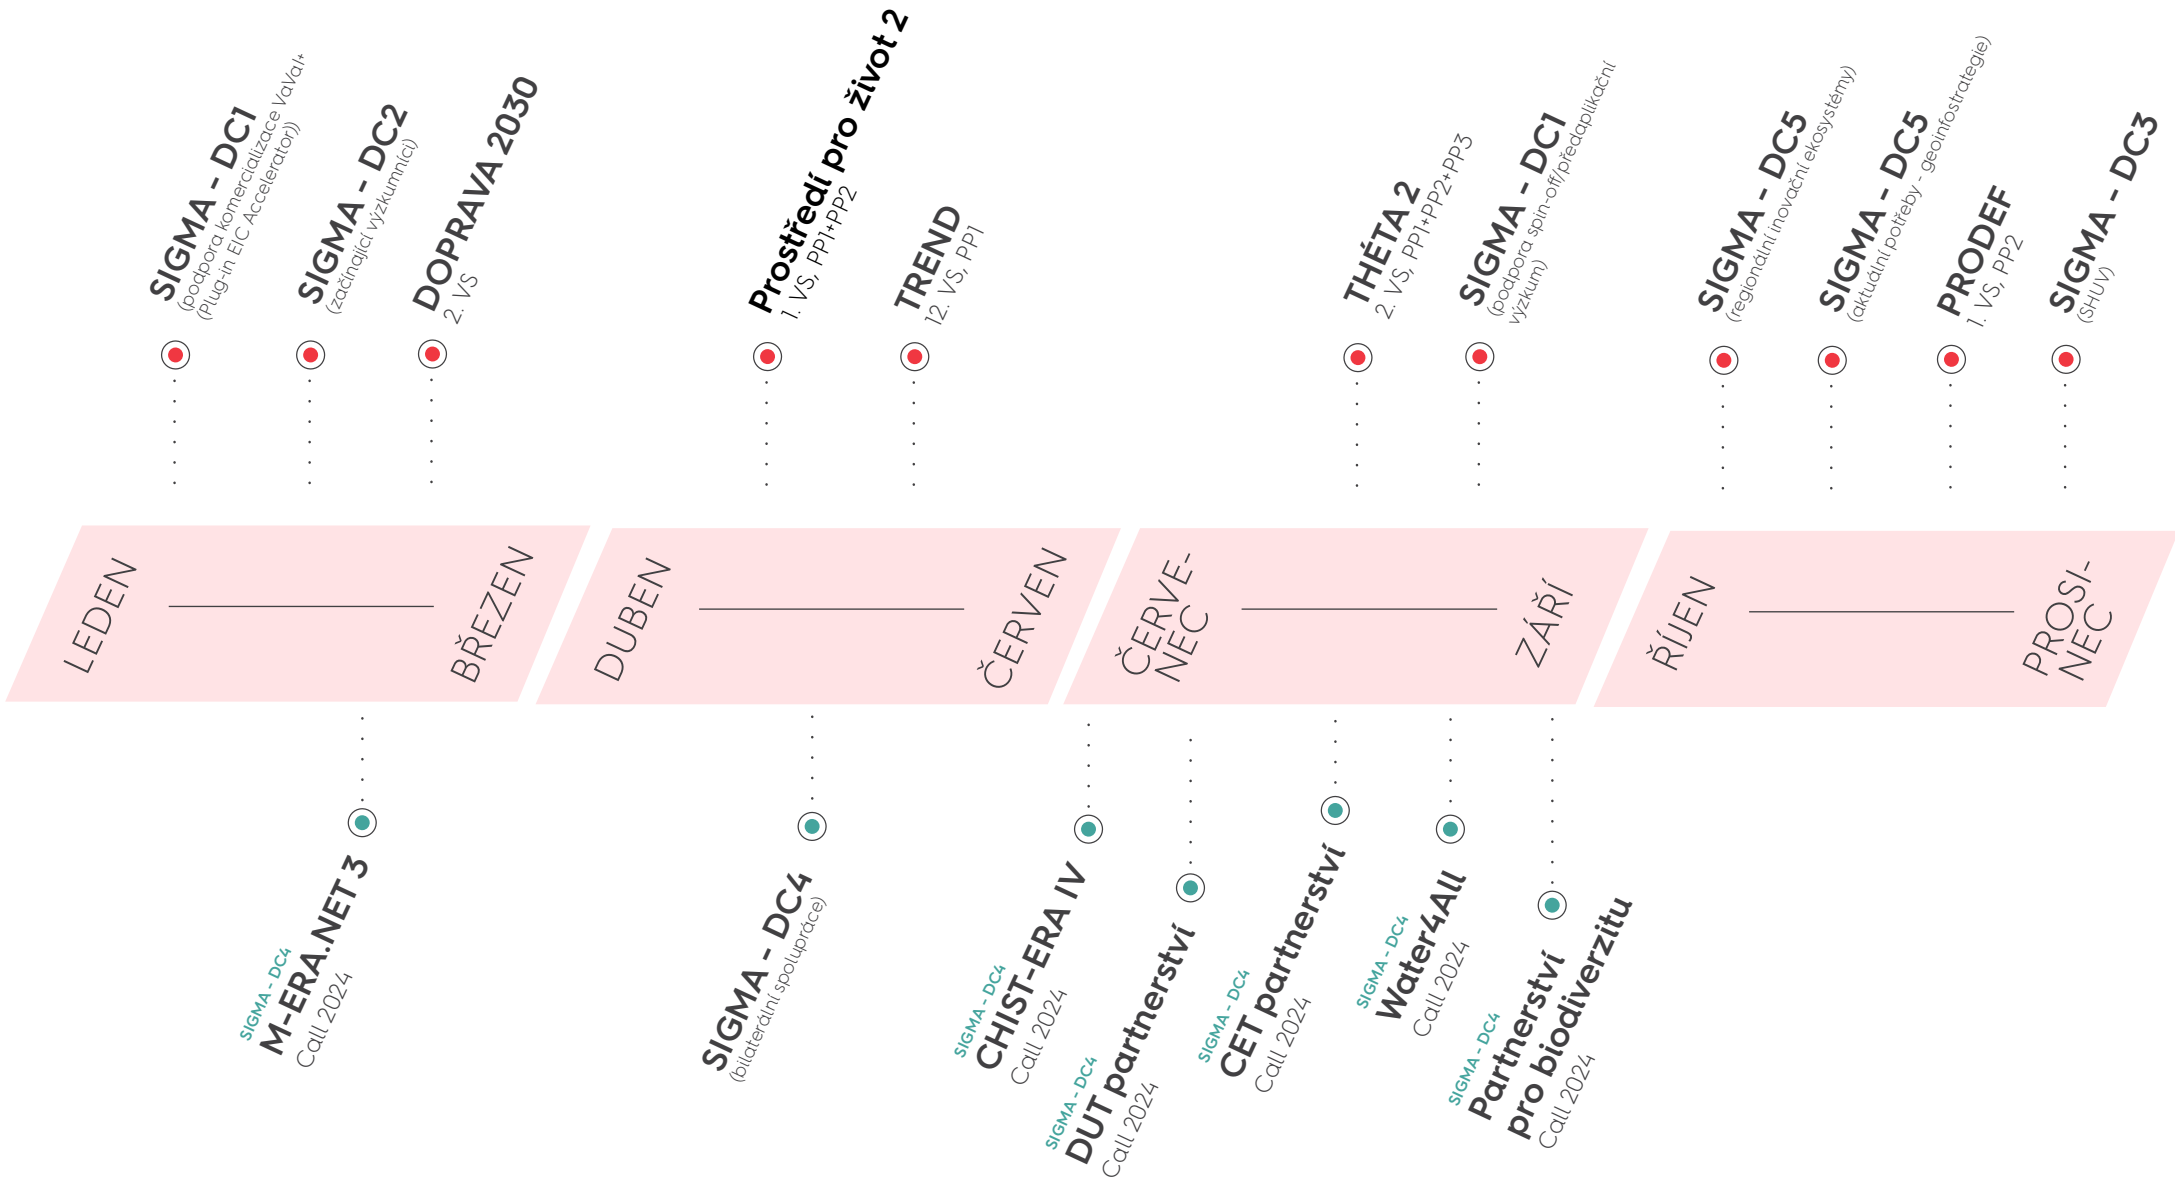 SIGMA - DC1
(podpora komercializace VaVaI+
(Plug-in EIC Accelerator))
SIGMA - DC2
(začínající výzkumníci)
DOPRAVA 2030
2. VS
Prostředí pro život 2
1. VS, PP1+PP2
TREND
12. VS, PP1
THÉTA 2
2. VS, PP1+PP2+PP3
SIGMA - DC1
(podpora spin-off/předaplikační
výzkum)
SIGMA - DC5
(regionální inovační ekosystémy)
SIGMA - DC5
(aktuální potřeby - geoinfostrategie)
PRODEF
1. VS, PP2
SIGMA - DC3
(SHUV)
LEDEN
BŘEZEN
DUBEN
ČERVEN
ČERVE-
NEC
ZÁŘÍ
ŘÍJEN
PROSI-
NEC
SIGMA - DC4
M-ERA.NET 3
Call 2024
SIGMA - DC4
(bilaterální spolupráce)
SIGMA - DC4
CHIST-ERA IV
Call 2024
SIGMA - DC4
DUT partnerství
Call 2024
SIGMA - DC4
CET partnerství
Call 2024
SIGMA - DC4
Water4All
Call 2024
SIGMA - DC4
Partnerství
pro biodiverzitu
Call 2024